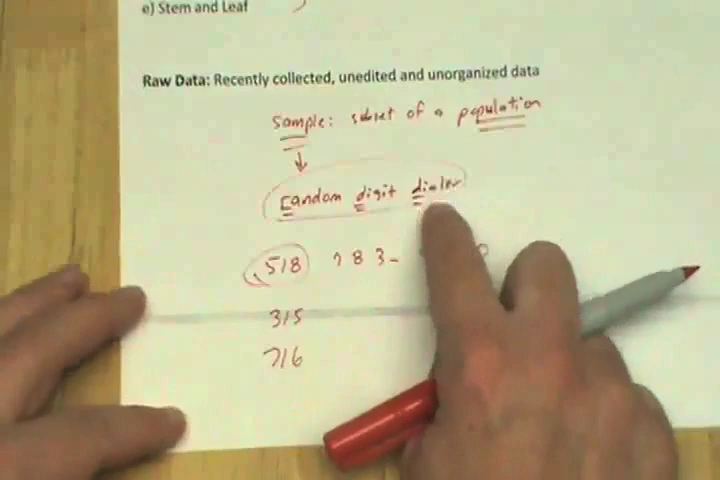 e) Stem and Leaf
Raw Data: Recently collected, unedited and unorganized data
Sample: subset of a population
random digit dialer
518 783-
315
716